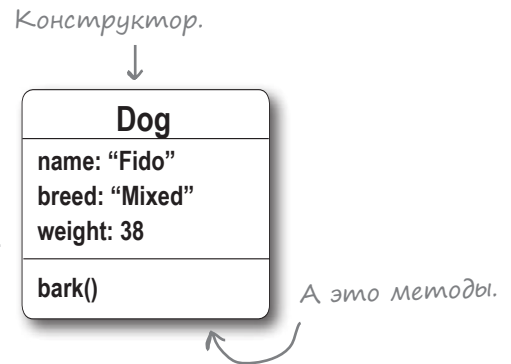 Конструктор.
Dog
name: “Fido”
breed: “Mixed”
weight: 38
bark()
А это методы.